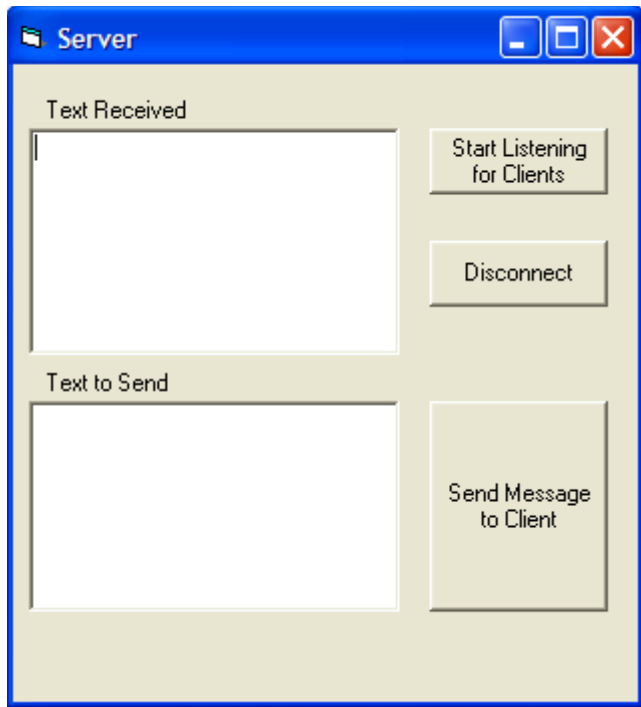 Server
Text Received
Start Listening
for Clients
Disconnect
Text to Send
Send Message
to Client